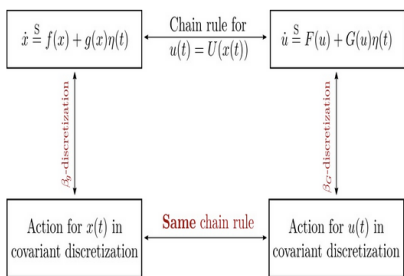 ẋ ≝S f(x) + g(x)η(t)
Chain rule for
u(t) = U(x(t))
u̇ ≝S F(u) + G(u)η(t)
β_g-discretization
β_G-discretization
Action for x(t) in
covariant discretization
Same chain rule
Action for u(t) in
covariant discretization